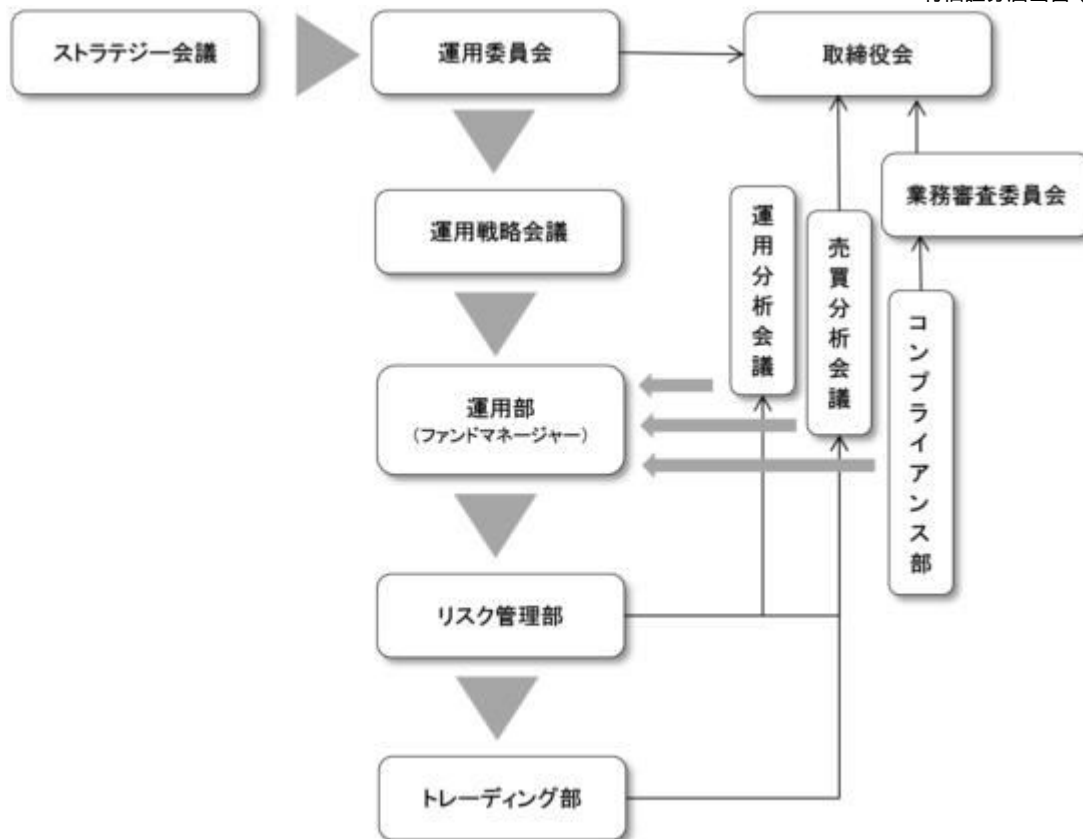 ストラテジー会議
運用委員会
取締役会
業務審査委員会
運用戦略会議
運用分析会議
売買分析会議
コンプライアンス部
運用部
（ファンドマネージャー）
リスク管理部
トレーディング部